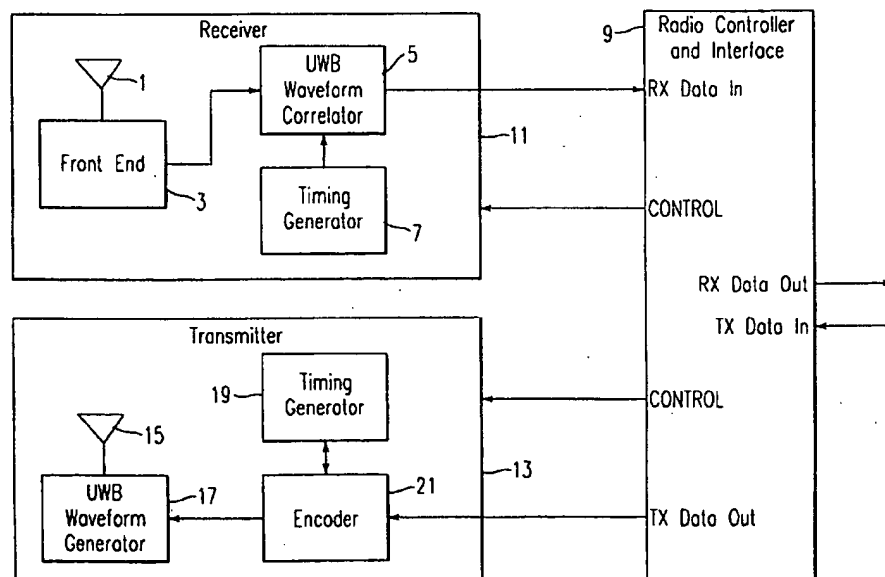 Receiver
1
Front End
3
UWB
Waveform
Correlator
5
Timing
Generator
7
11
9
Radio Controller
and Interface
RX Data In
CONTROL
RX Data Out
TX Data In
CONTROL
TX Data Out
Transmitter
15
UWB
Waveform
Generator
17
19
Timing
Generator
Encoder
21
13